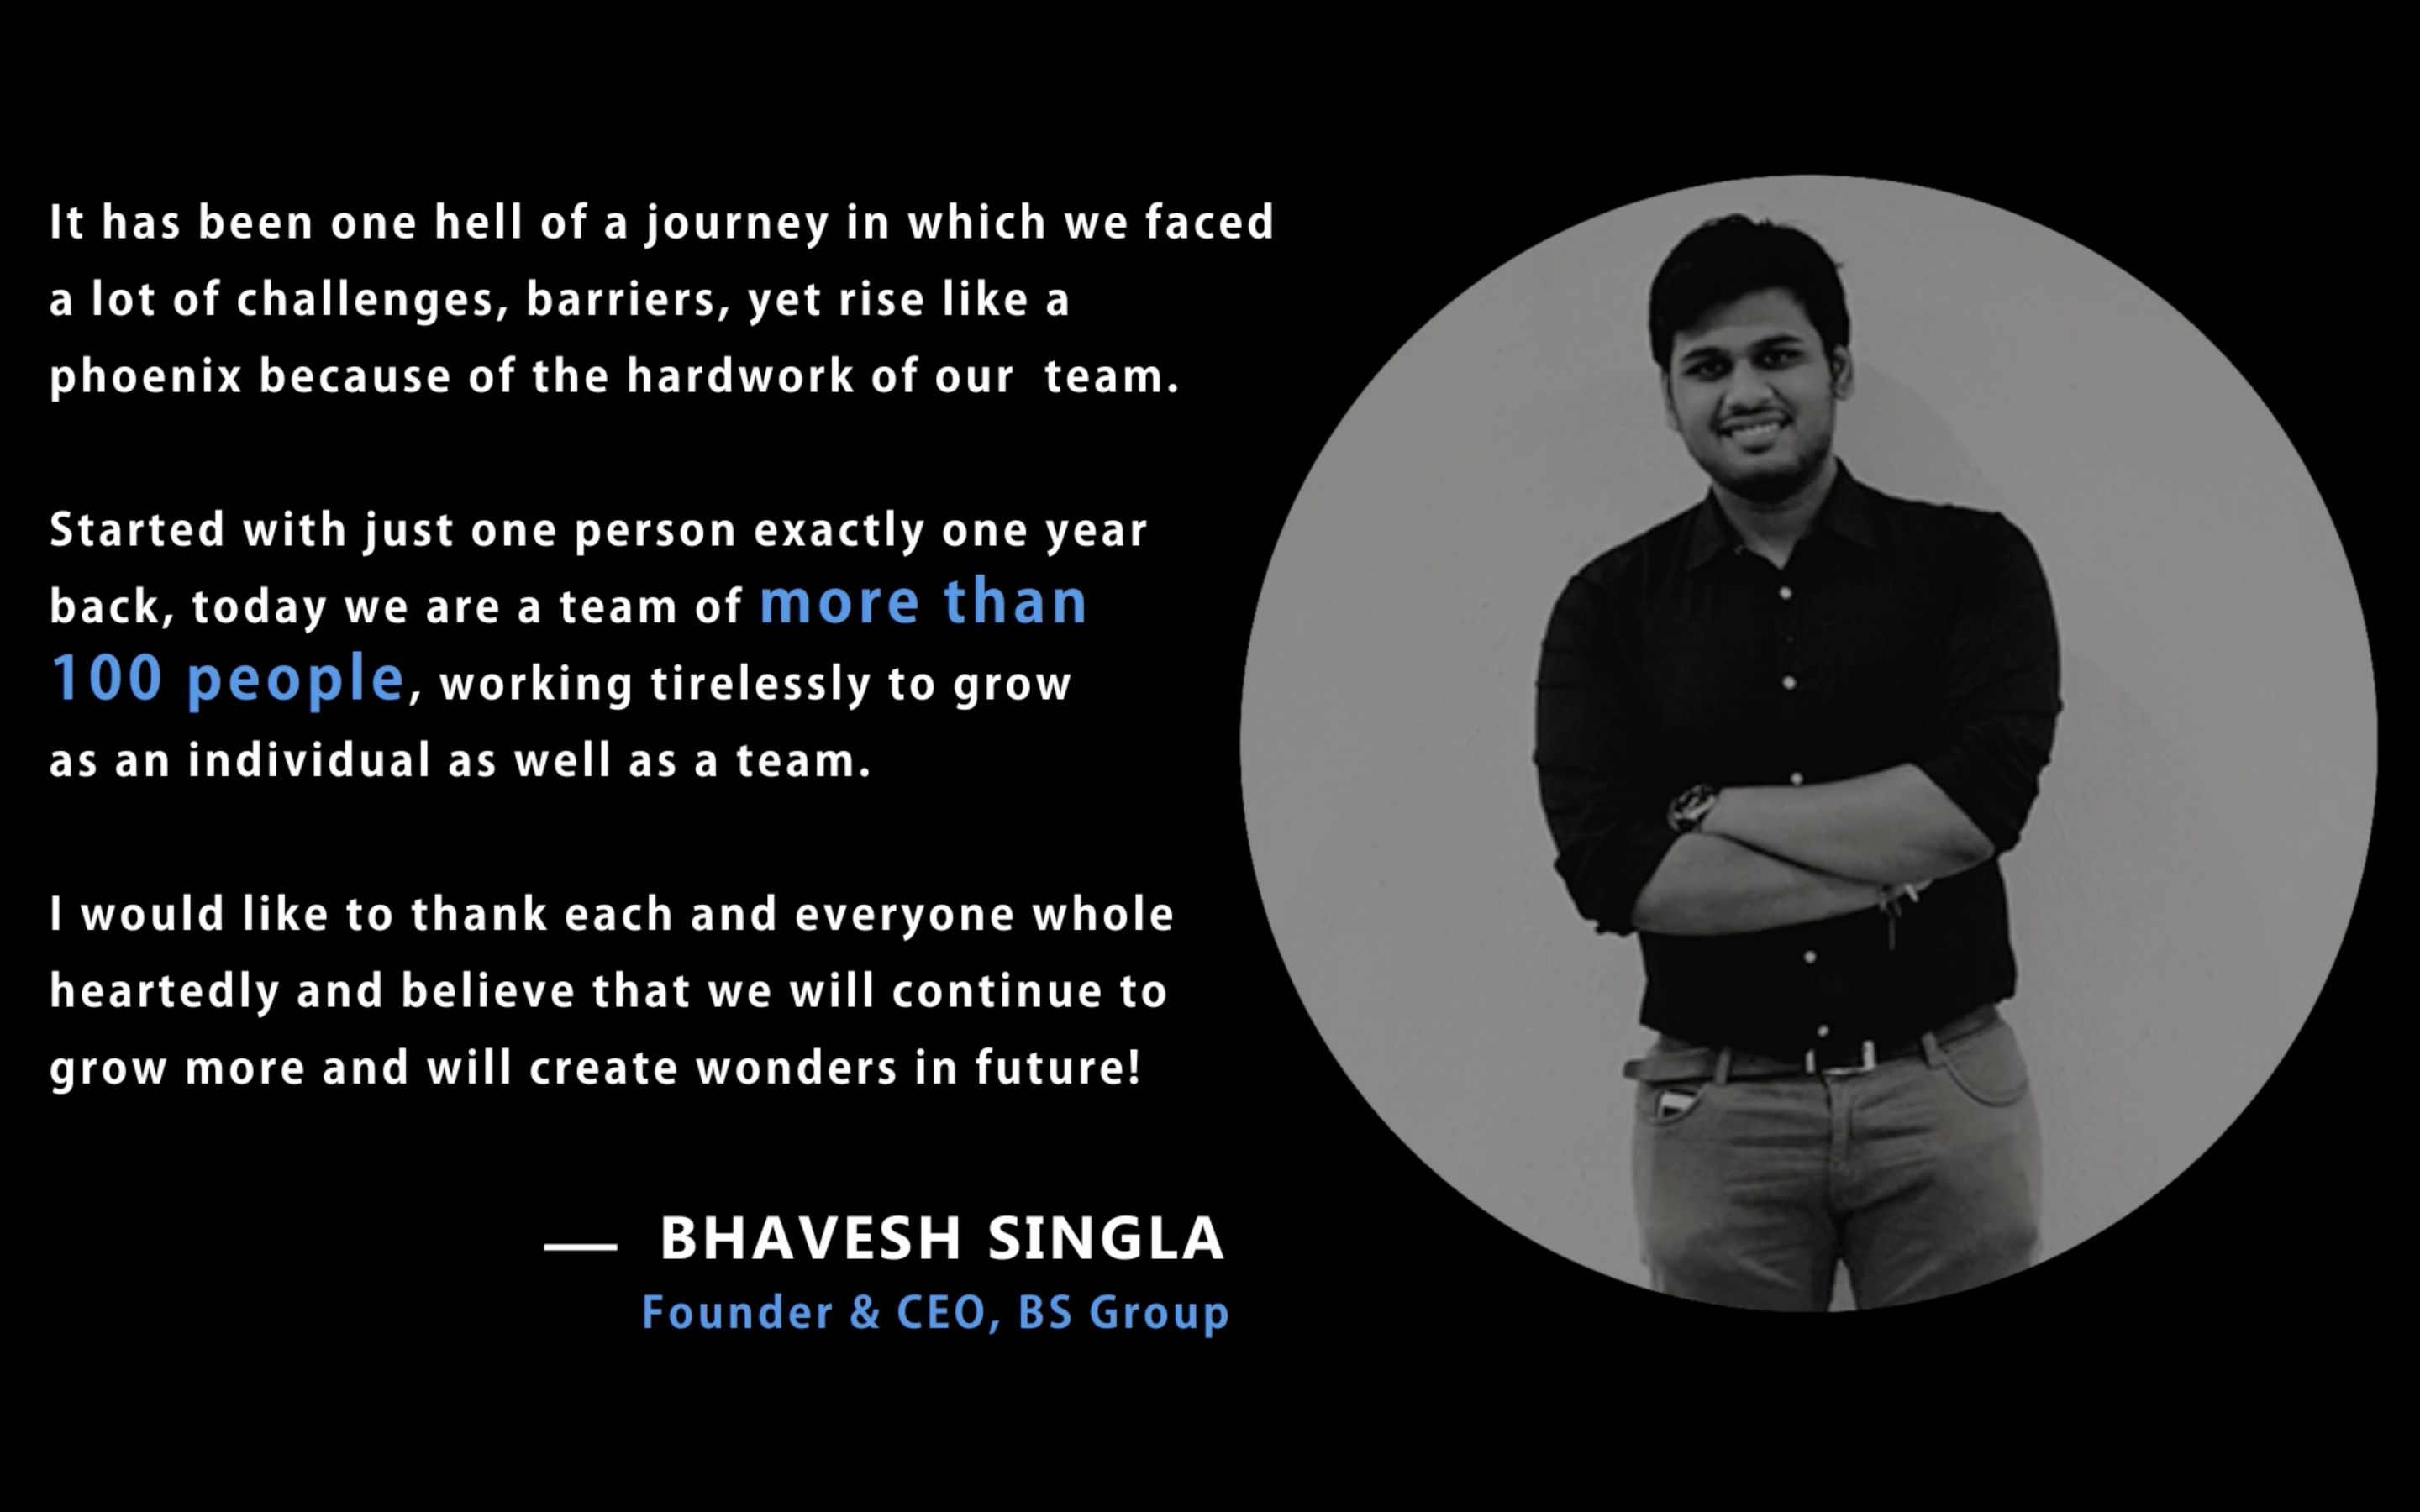 It has been one hell of a journey in which we faced
a lot of challenges, barriers, yet rise like a
phoenix because of the hardwork of our  team.
Started with just one person exactly one year
back, today we are a team of more than
100 people, working tirelessly to grow
as an individual as well as a team.
I would like to thank each and everyone whole
heartedly and believe that we will continue to
grow more and will create wonders in future!
— BHAVESH SINGLA
Founder & CEO, BS Group